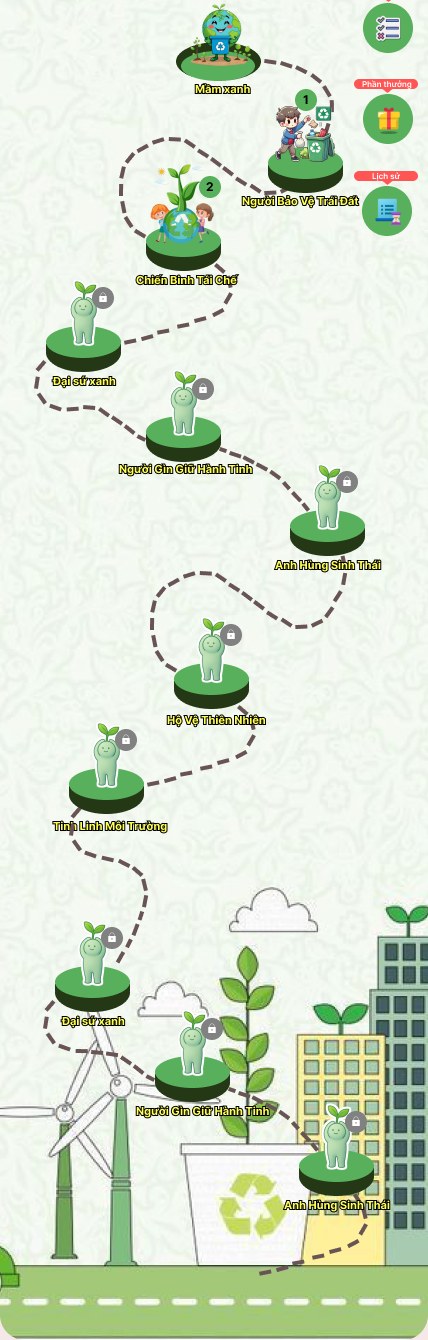 Mầm xanh
Phần thưởng
1
Người Bảo Vệ Trái Đất
Lịch sử
2
Chiến Binh Tái Chế
Đại sứ xanh
Người Gìn Giữ Hành Tinh
Anh Hùng Sinh Thái
Hộ Vệ Thiên Nhiên
Tinh Linh Môi Trường
Đại sứ xanh
Người Gìn Giữ Hành Tinh
Anh Hùng Sinh Thái